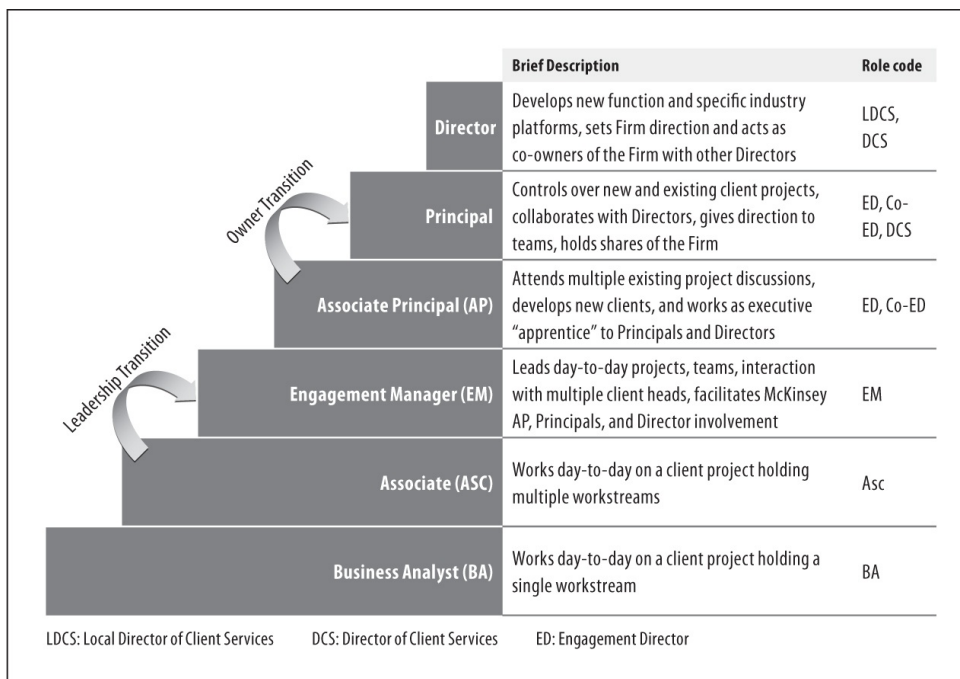 Brief Description
Role code
Director
Develops new function and specific industry
platforms, sets Firm direction and acts as
co-owners of the Firm with other Directors
LDCS,
DCS
Owner Transition
Principal
Controls over new and existing client projects,
collaborates with Directors, gives direction to
teams, holds shares of the Firm
ED, Co-
ED, DCS
Associate Principal (AP)
Attends multiple existing project discussions,
develops new clients, and works as executive
“apprentice” to Principals and Directors
ED, Co-ED
Leadership Transition
Engagement Manager (EM)
Leads day-to-day projects, teams, interaction
with multiple client heads, facilitates McKinsey
AP, Principals, and Director involvement
EM
Associate (ASC)
Works day-to-day on a client project holding
multiple workstreams
Asc
Business Analyst (BA)
Works day-to-day on a client project holding a
single workstream
BA
LDCS: Local Director of Client Services
DCS: Director of Client Services
ED: Engagement Director